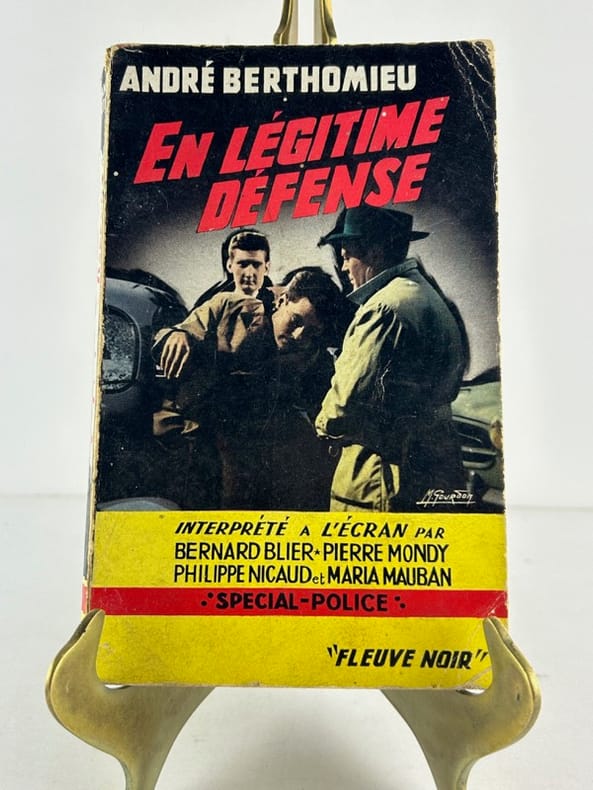 ANDRÉ BERTHOMIEU
EN LÉGITIME
DÉFENSE
M. GOURDON
INTERPRÉTÉ A L'ÉCRAN PAR
BERNARD BLIER★PIERRE MONDY
PHILIPPE NICAUD et MARIA MAUBAN
SPECIAL-POLICE
"FLEUVE NOIR"